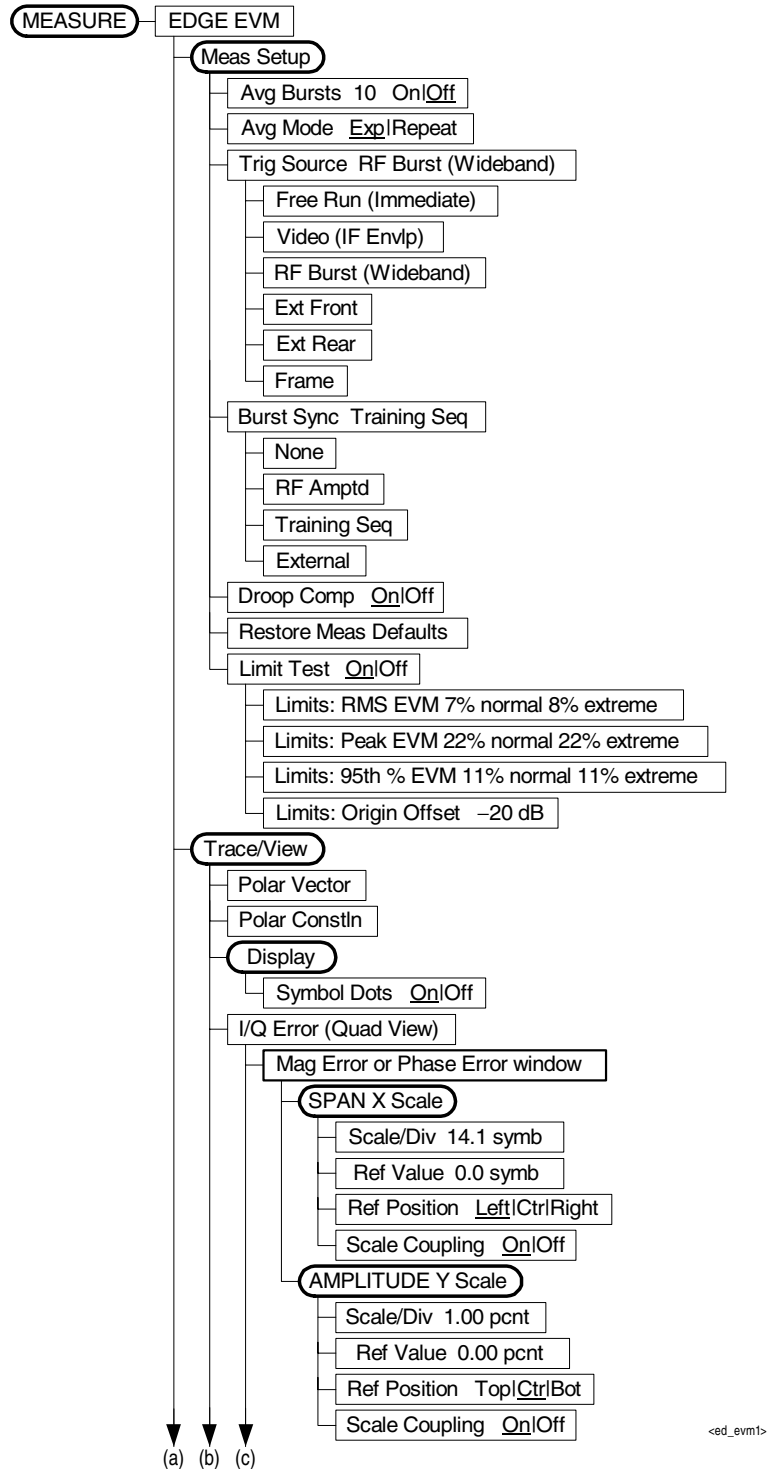 MEASURE EDGE EVM
Meas Setup
Avg Bursts 10 On|Off
Avg Mode Exp|Repeat
Trig Source RF Burst (Wideband)
Free Run (Immediate)
Video (IF Envlp)
RF Burst (Wideband)
Ext Front
Ext Rear
Frame
Burst Sync Training Seq
None
RF Amptd
Training Seq
External
Droop Comp On|Off
Restore Meas Defaults
Limit Test On|Off
Limits: RMS EVM 7% normal 8% extreme
Limits: Peak EVM 22% normal 22% extreme
Limits: 95th % EVM 11% normal 11% extreme
Limits: Origin Offset −20 dB
Trace/View
Polar Vector
Polar Constln
Display
Symbol Dots On|Off
I/Q Error (Quad View)
Mag Error or Phase Error window
SPAN X Scale
Scale/Div 14.1 symb
Ref Value 0.0 symb
Ref Position Left|Ctr|Right
Scale Coupling On|Off
AMPLITUDE Y Scale
Scale/Div 1.00 pcnt
Ref Value 0.00 pcnt
Ref Position Top|Ctr|Bot
Scale Coupling On|Off
<ed_evm1>
(a) (b) (c)